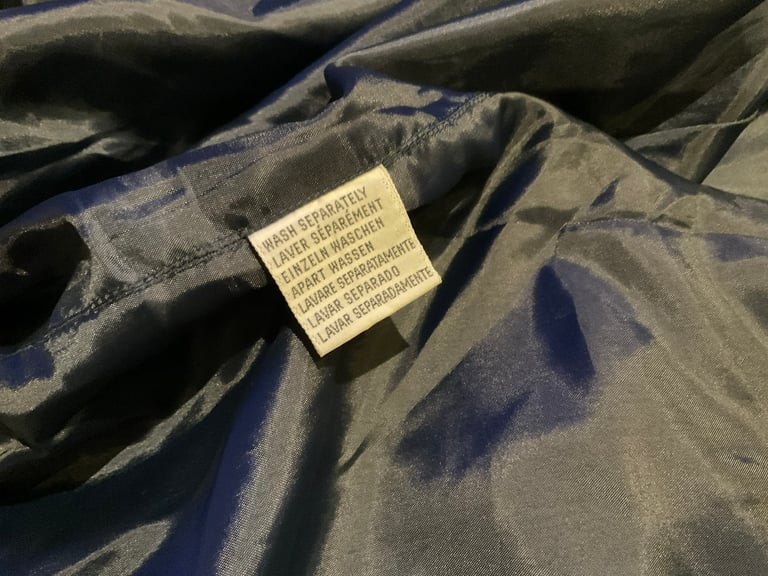 WASH SEPARATELY
LAVER SÉPARÉMENT
EINZELN WASCHEN
APART WASSEN
LAVARE SEPARATAMENTE
LAVAR SEPARADO
LAVAR SEPARADAMENTE